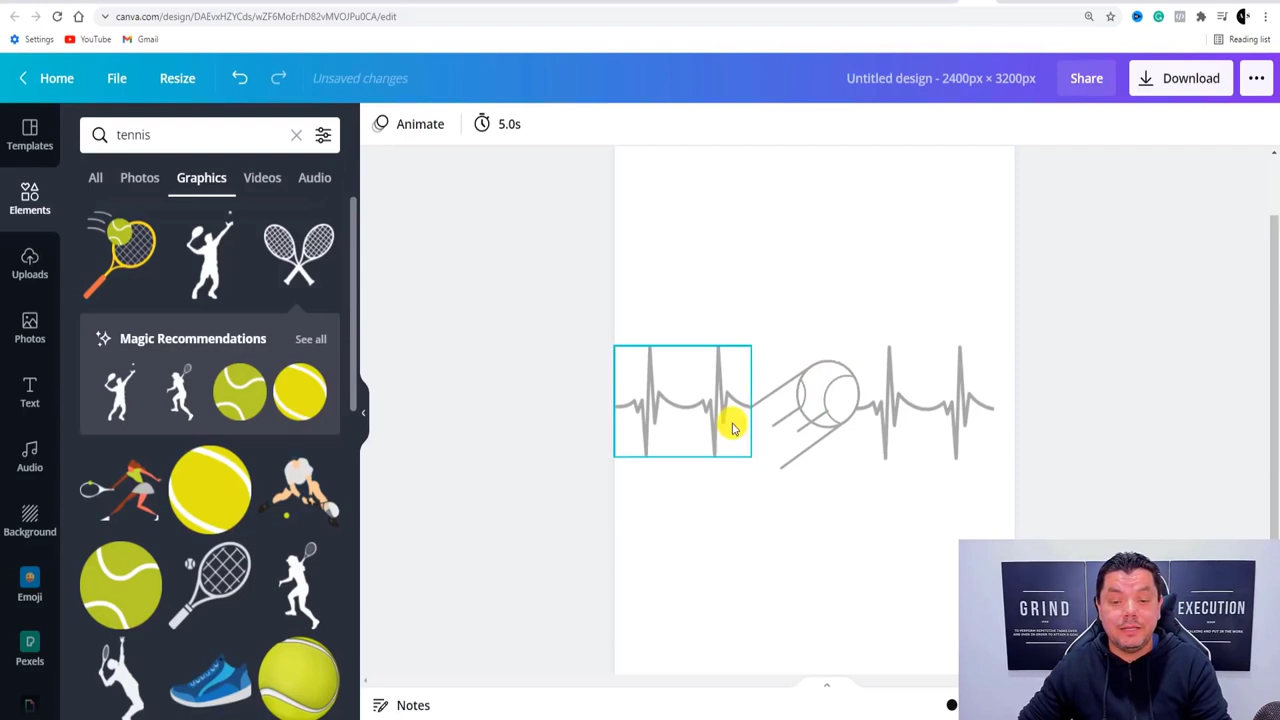 canva.com/design/DAEvxHZYCds/wZF6MoErhD82vMVOJPu0CA/edit
Settings
YouTube
Gmail
Reading list
Home
File
Resize
Unsaved changes
Untitled design - 2400px × 3200px
Share
Download
Templates
Elements
Uploads
Photos
Text
Audio
Background
Emoji
Pexels
tennis
All
Photos
Graphics
Videos
Audio
Magic Recommendations
See all
Animate
5.0s
Notes
GRIND
EXECUTION